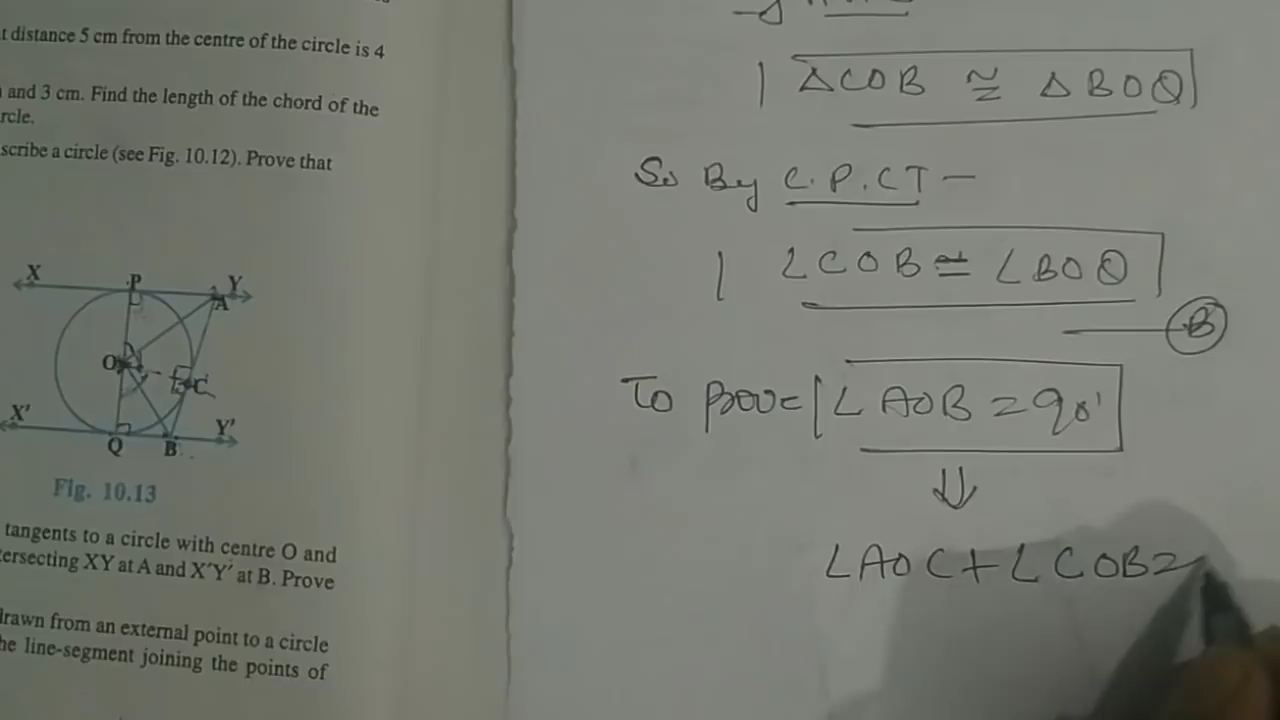 t distance 5 cm from the centre of the circle is 4
and 3 cm. Find the length of the chord of the
rcle.
scribe a circle (see Fig. 10.12). Prove that
X P Y
A
O C
X' Y'
Q B
Fig. 10.13
tangents to a circle with centre O and
tersecting XY at A and X'Y' at B. Prove
drawn from an external point to a circle
he line-segment joining the points of
△COB ≅ △BOQ
So By C.P.CT —
∠COB ≅ ∠BOQ
B
To prove ∠AOB = 90°
⇓
∠AOC + ∠COB =